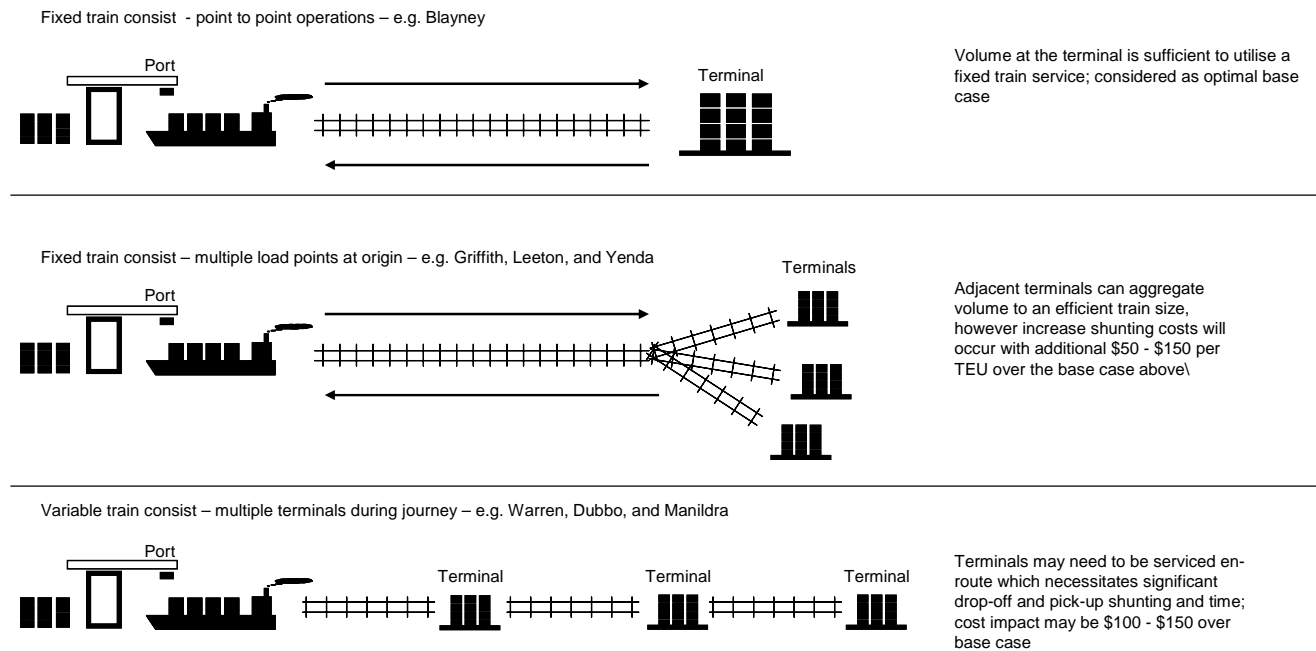 Fixed train consist - point to point operations – e.g. Blayney
Port
Terminal
Volume at the terminal is sufficient to utilise a
fixed train service; considered as optimal base
case
Fixed train consist – multiple load points at origin – e.g. Griffith, Leeton, and Yenda
Port
Terminals
Adjacent terminals can aggregate
volume to an efficient train size,
however increase shunting costs will
occur with additional $50 - $150 per
TEU over the base case above\
Variable train consist – multiple terminals during journey – e.g. Warren, Dubbo, and Manildra
Port
Terminal
Terminal
Terminal
Terminals may need to be serviced en-
route which necessitates significant
drop-off and pick-up shunting and time;
cost impact may be $100 - $150 over
base case